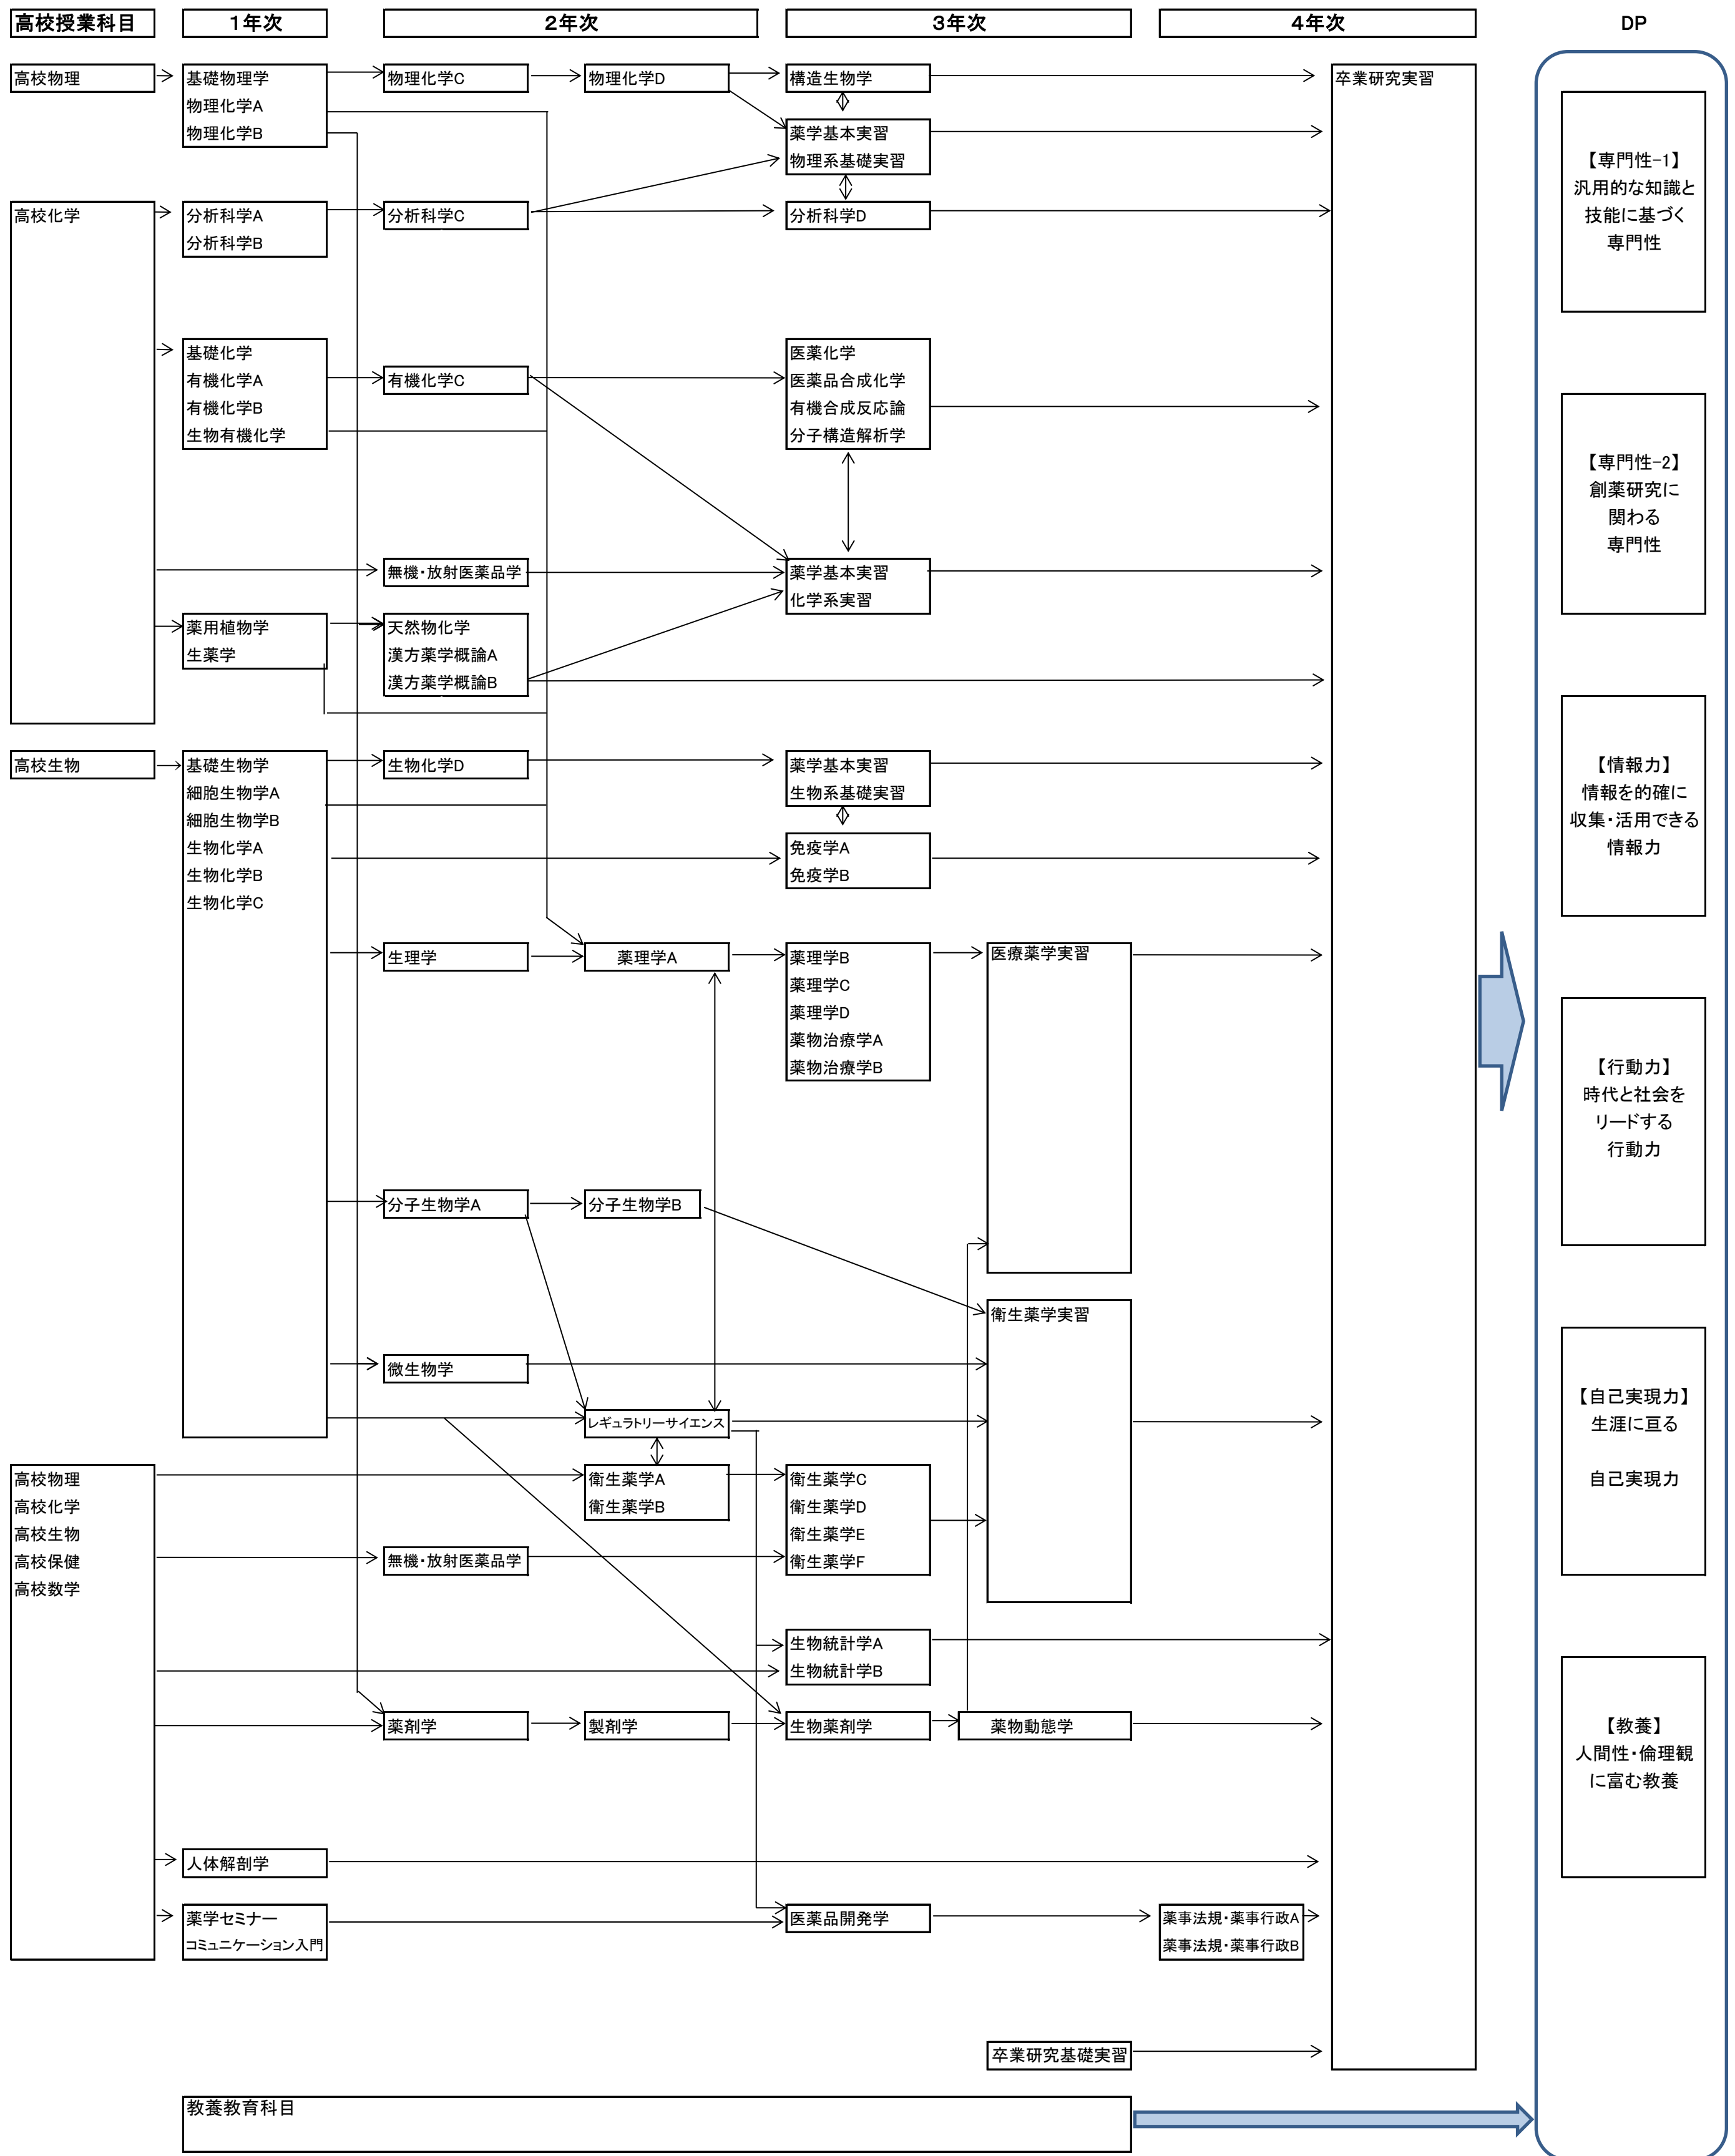 高校授業科目
1年次
2年次
3年次
4年次
DP
高校物理
基礎物理学
物理化学A
物理化学B
物理化学C
物理化学D
構造生物学
薬学基本実習
物理系基礎実習
卒業研究実習
高校化学
分析科学A
分析科学B
分析科学C
分析科学D
基礎化学
有機化学A
有機化学B
生物有機化学
有機化学C
医薬化学
医薬品合成化学
有機合成反応論
分子構造解析学
無機・放射医薬品学
薬学基本実習
化学系実習
薬用植物学
生薬学
天然物化学
漢方薬学概論A
漢方薬学概論B
高校生物
基礎生物学
細胞生物学A
細胞生物学B
生物化学A
生物化学B
生物化学C
生物化学D
薬学基本実習
生物系基礎実習
免疫学A
免疫学B
生理学
薬理学A
薬理学B
薬理学C
薬理学D
薬物治療学A
薬物治療学B
医療薬学実習
分子生物学A
分子生物学B
衛生薬学実習
微生物学
レギュラトリーサイエンス
高校物理
高校化学
高校生物
高校保健
高校数学
衛生薬学A
衛生薬学B
衛生薬学C
衛生薬学D
衛生薬学E
衛生薬学F
無機・放射医薬品学
生物統計学A
生物統計学B
薬剤学
製剤学
生物薬剤学
薬物動態学
人体解剖学
薬学セミナー
コミュニケーション入門
医薬品開発学
薬事法規・薬事行政A
薬事法規・薬事行政B
卒業研究基礎実習
教養教育科目
【専門性-1】
汎用的な知識と
技能に基づく
専門性
【専門性-2】
創薬研究に
関わる
専門性
【情報力】
情報を的確に
収集・活用できる
情報力
【行動力】
時代と社会を
リードする
行動力
【自己実現力】
生涯に亘る
自己実現力
【教養】
人間性・倫理観
に富む教養